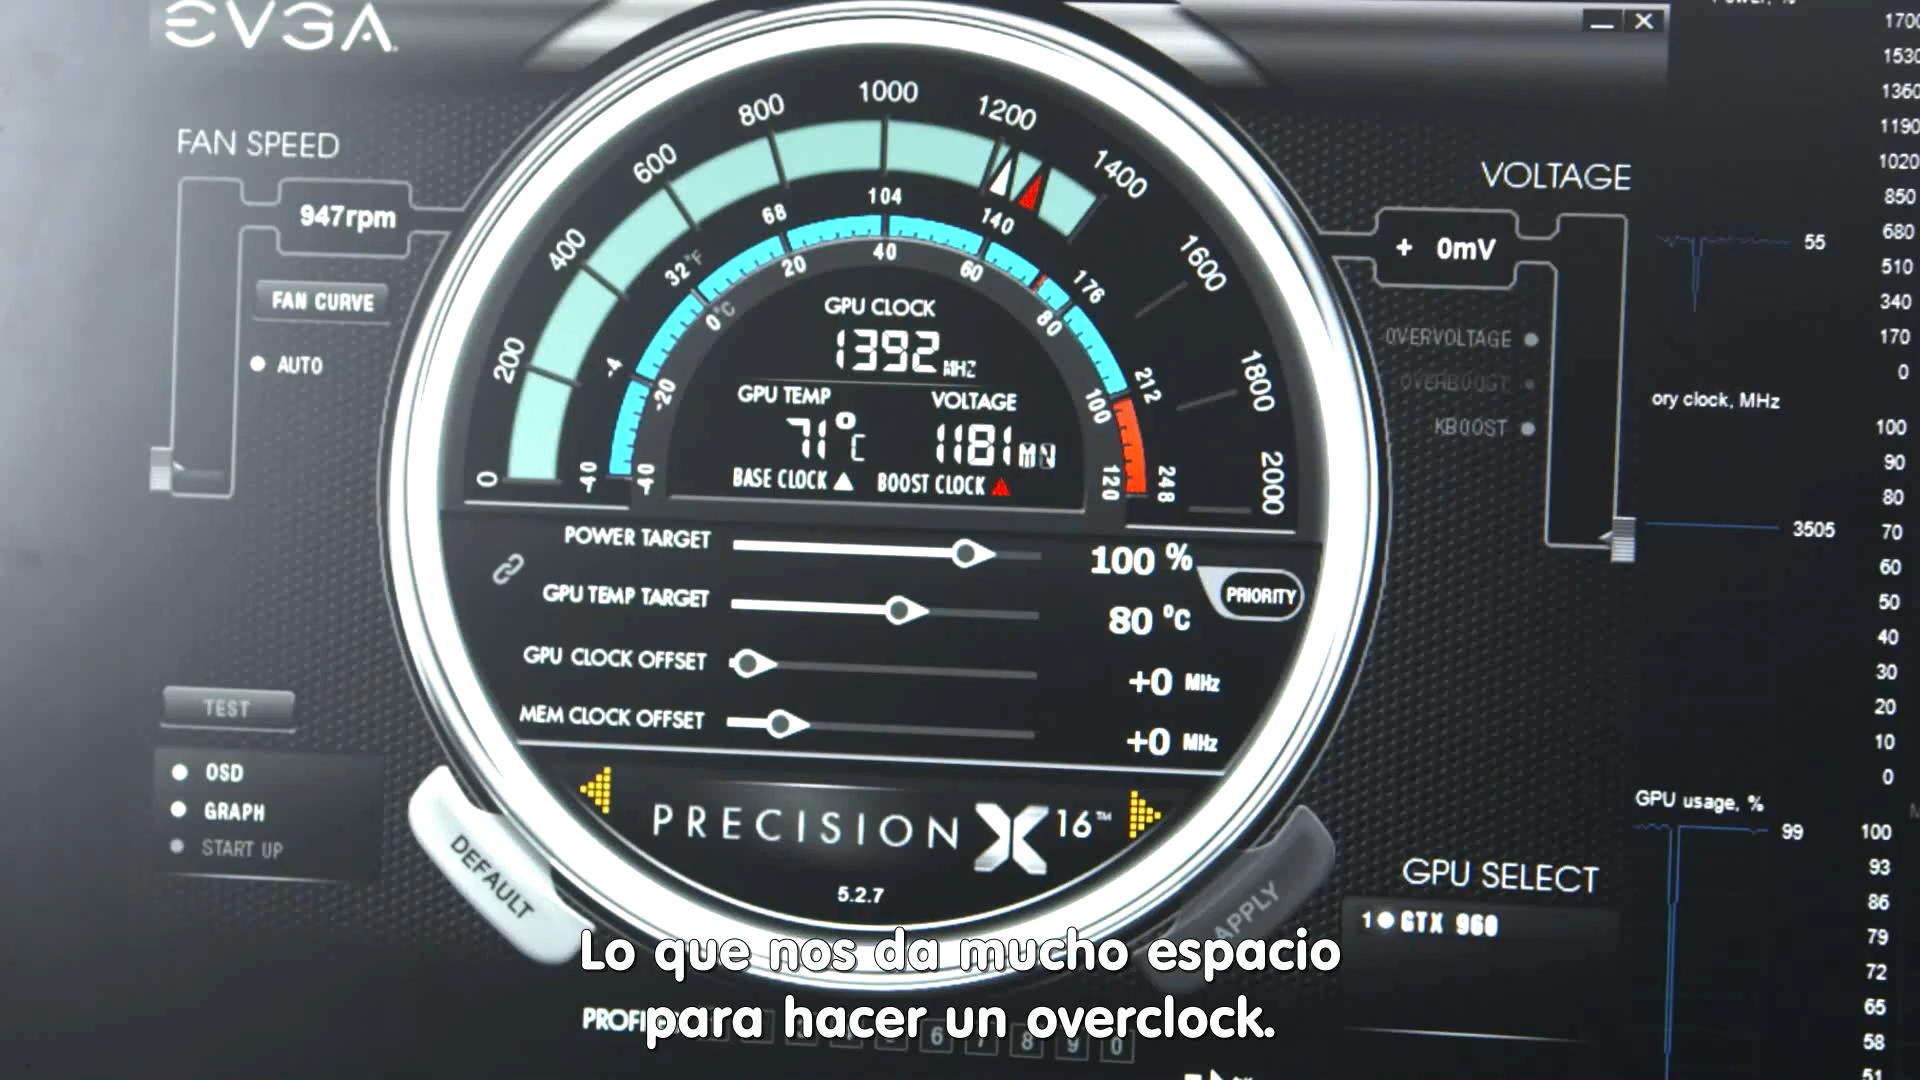 EVGA
FAN SPEED
947rpm
FAN CURVE
AUTO
TEST
OSD
GRAPH
START UP
DEFAULT
0
200
400
600
800
1000
1200
1400
1600
1800
2000
-40
-4
32°F
68
104
140
176
212
248
-40
-20
0°C
20
40
60
80
100
120
GPU CLOCK
1392 MHZ
GPU TEMP
71°C
VOLTAGE
1181 MV
BASE CLOCK
BOOST CLOCK
POWER TARGET
100 %
GPU TEMP TARGET
80 °C
PRIORITY
GPU CLOCK OFFSET
+0 MHz
MEM CLOCK OFFSET
+0 MHz
PRECISION X 16™
5.2.7
APPLY
VOLTAGE
+ 0mV
OVERVOLTAGE
OVERBOOST
KBOOST
GPU SELECT
1 GTX 960
6 7 8 9 0
Lo que nos da mucho espacio
para hacer un overclock.
1530
1360
1190
1020
850
680
510
340
170
0
55
ory clock, MHz
3505
100
90
80
70
60
50
40
30
20
10
0
GPU usage, %
99
100
93
86
79
72
65
58
51